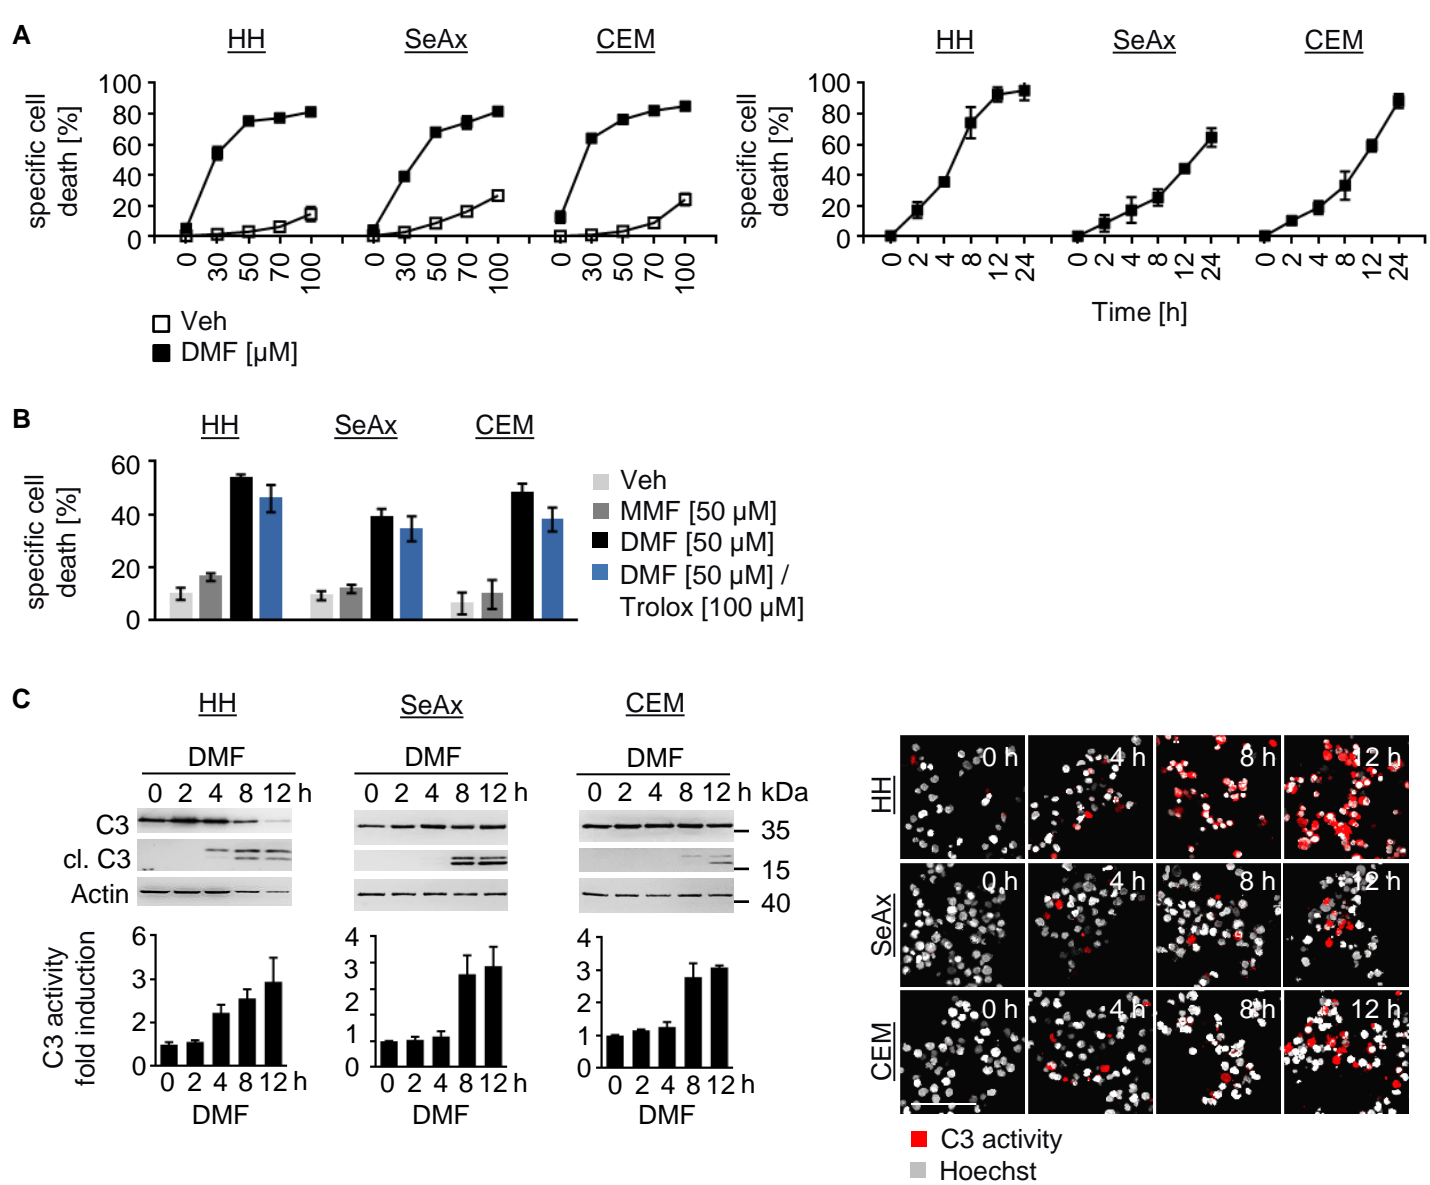 A
HH SeAx CEM HH SeAx CEM
specific cell death [%]
100
80
60
40
20
0
0 30 50 70 100 0 30 50 70 100 0 30 50 70 100
Veh
DMF [µM]
specific cell death [%]
100
80
60
40
20
0
0 2 4 8 12 24 0 2 4 8 12 24 0 2 4 8 12 24
Time [h]
B
HH SeAx CEM
specific cell death [%]
60
40
20
0
Veh
MMF [50 µM]
DMF [50 µM]
DMF [50 µM] /
Trolox [100 µM]
C
HH SeAx CEM
DMF DMF DMF
0 2 4 8 12 h 0 2 4 8 12 h 0 2 4 8 12 h kDa
C3 35
cl. C3 15
Actin 40
C3 activity
fold induction
6
3
2
0
0 2 4 8 12 h
DMF
4
3
2
1
0
0 2 4 8 12 h
DMF
4
3
2
1
0
0 2 4 8 12 h
DMF
HH 0 h 4 h 8 h 12 h
SeAx 0 h 4 h 8 h 12 h
CEM 0 h 4 h 8 h 12 h
C3 activity
Hoechst